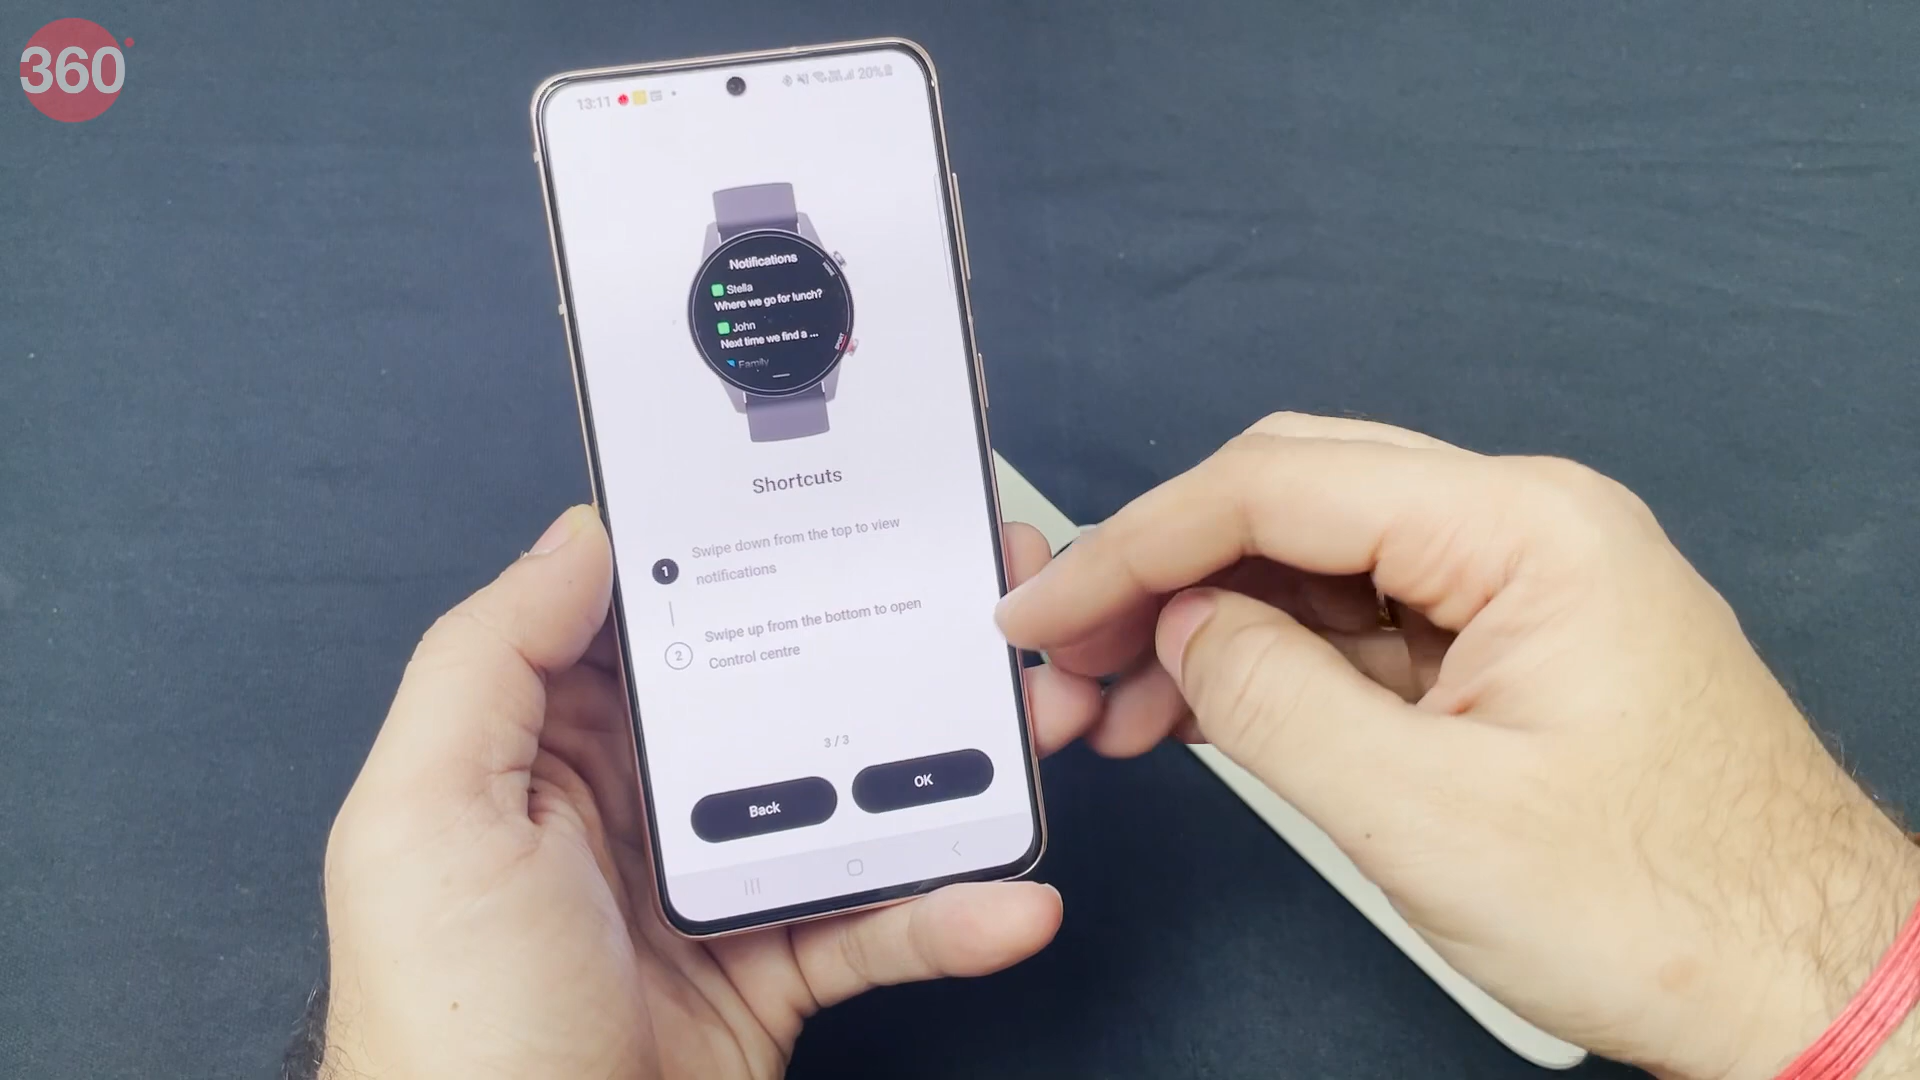 360
13:11
20%
Notifications
HOME
Stella
Where we go for lunch?
John
Next time we find a ...
SPORT
Family
Shortcuts
1
Swipe down from the top to view
notifications
2
Swipe up from the bottom to open
Control centre
3 / 3
Back
OK